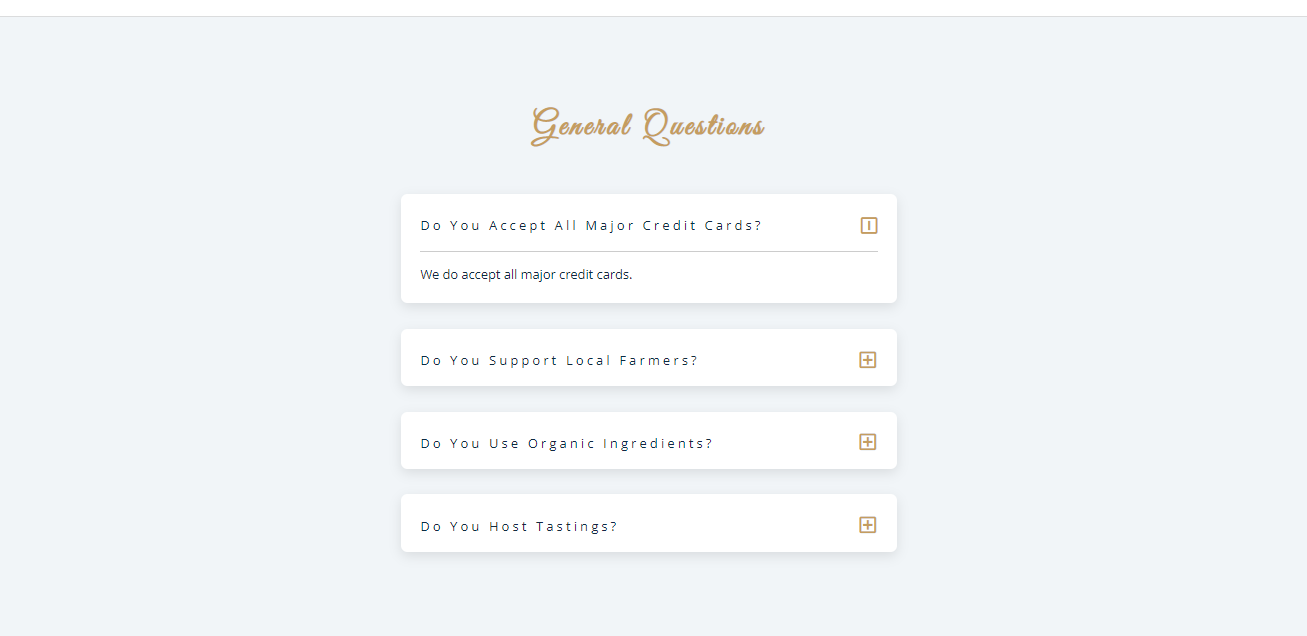 General Questions
Do You Accept All Major Credit Cards?
We do accept all major credit cards.
Do You Support Local Farmers?
Do You Use Organic Ingredients?
Do You Host Tastings?